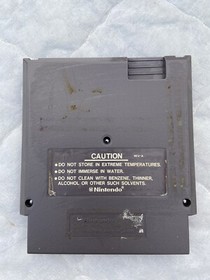 CAUTION
• DO NOT STORE IN EXTREME TEMPERATURES.
• DO NOT IMMERSE IN WATER.
• DO NOT CLEAN WITH BENZENE, THINNER,
ALCOHOL OR OTHER SUCH SOLVENTS.
Nintendo